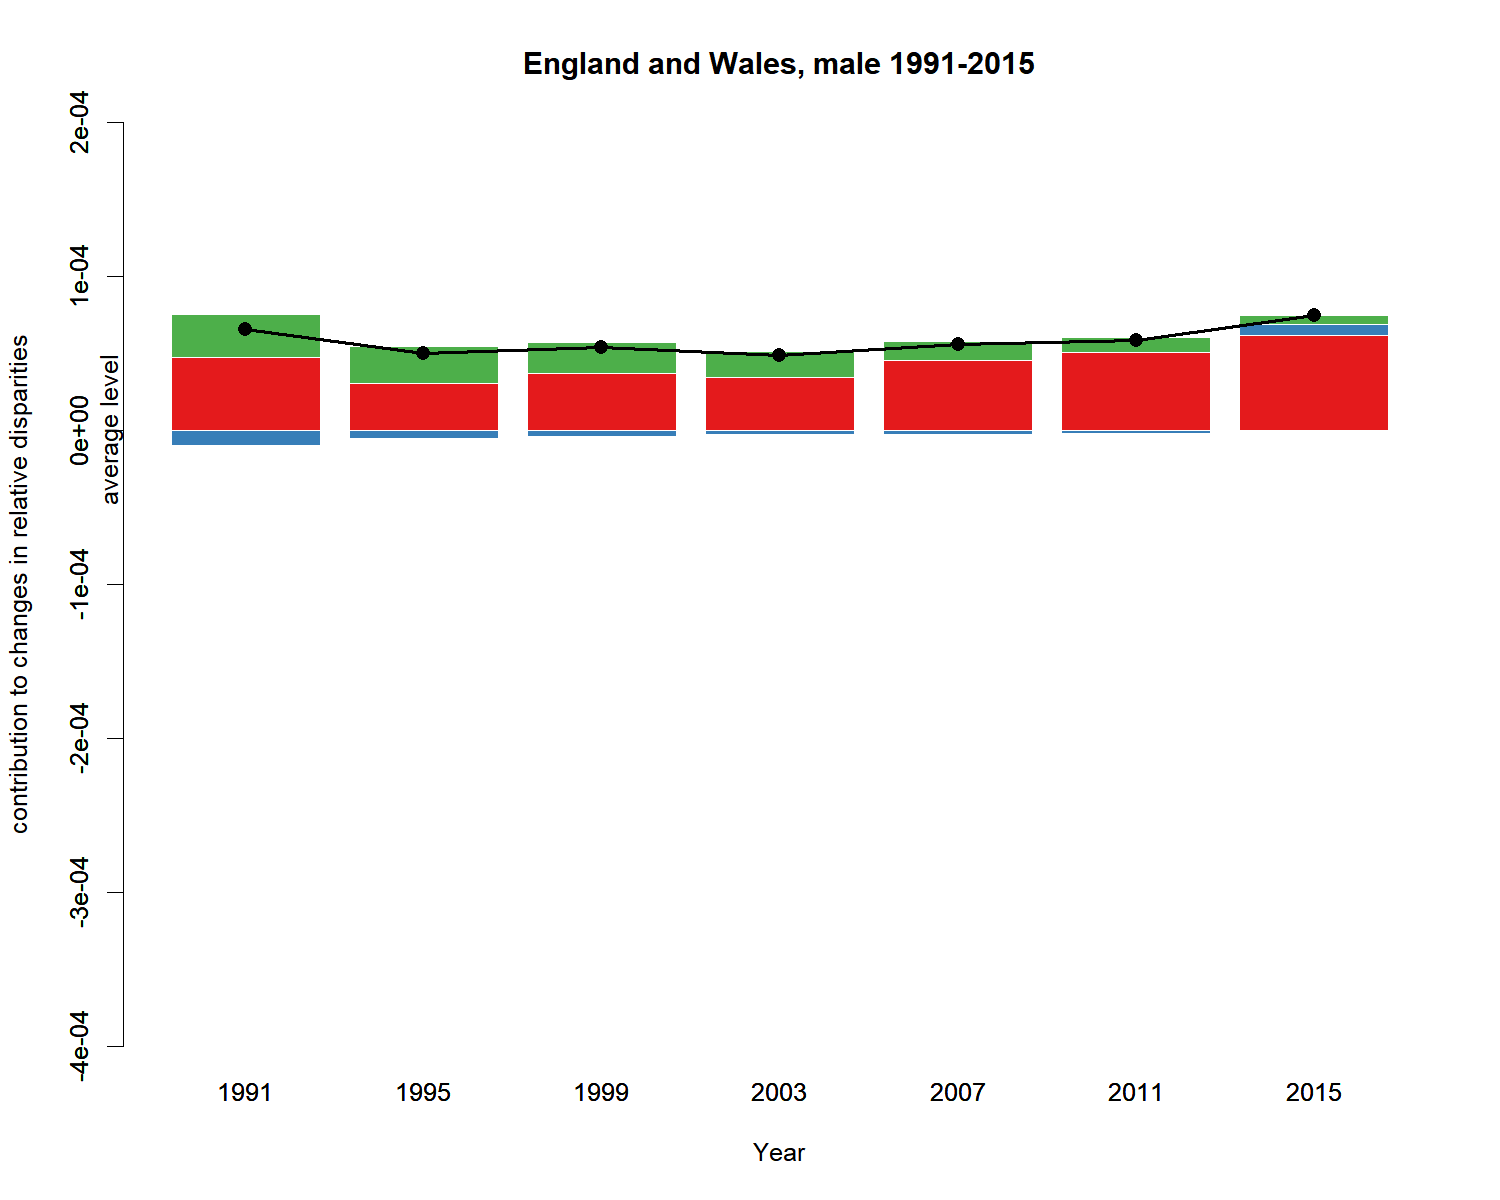 England and Wales, male 1991-2015
contribution to changes in relative disparities
average level
2e-04
1e-04
0e+00
-1e-04
-2e-04
-3e-04
-4e-04
1991 1995 1999 2003 2007 2011 2015
Year